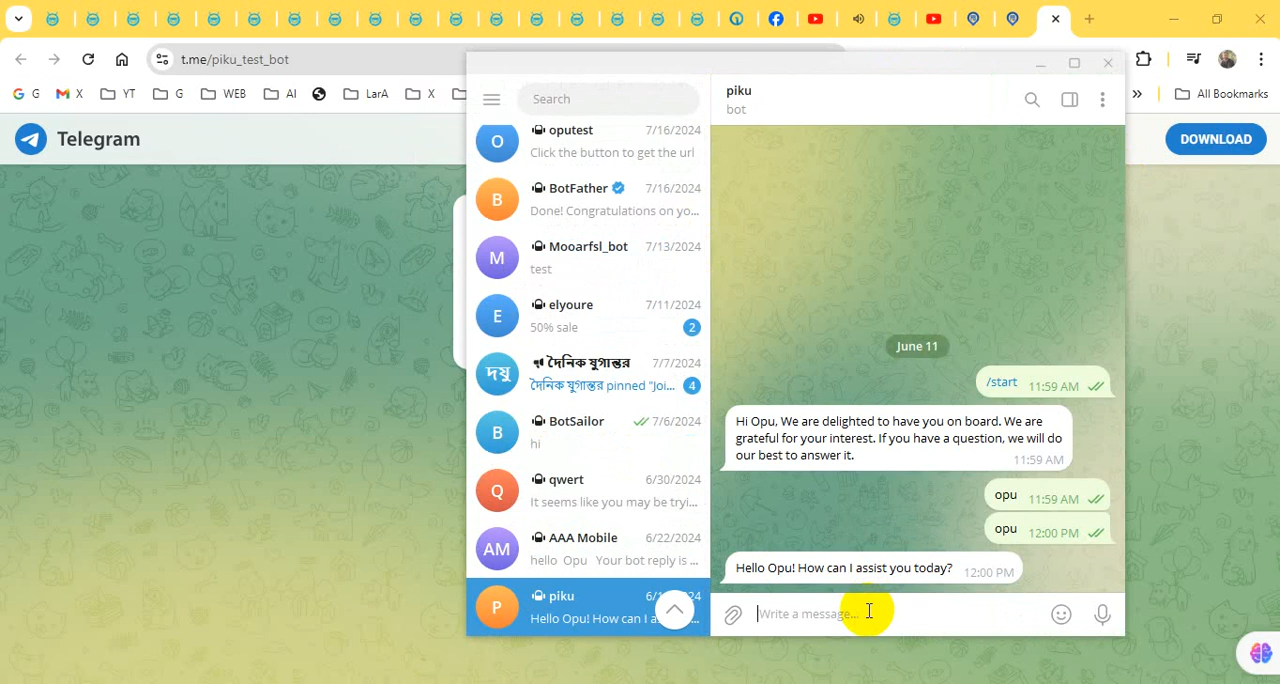 t.me/piku_test_bot
G
X
YT
G
WEB
AI
LarA
X
»
All Bookmarks
Telegram
DOWNLOAD
Search
O
oputest 7/16/2024
Click the button to get the url
B
BotFather 7/16/2024
Done! Congratulations on yo...
M
Mooarfsl_bot 7/13/2024
test
E
elyoure 7/11/2024
50% sale 2
দযু
দৈনিক যুগান্তর 7/7/2024
দৈনিক যুগান্তর pinned "Joi... 4
B
BotSailor 7/6/2024
hi
Q
qwert 6/30/2024
It seems like you may be tryi...
AM
AAA Mobile 6/22/2024
hello Opu Your bot reply is ...
P
piku
Hello Opu! How can I
piku
bot
June 11
/start 11:59 AM
Hi Opu, We are delighted to have you on board. We are
grateful for your interest. If you have a question, we will do
our best to answer it.
11:59 AM
opu 11:59 AM
opu 12:00 PM
Hello Opu! How can I assist you today? 12:00 PM
Write a message...